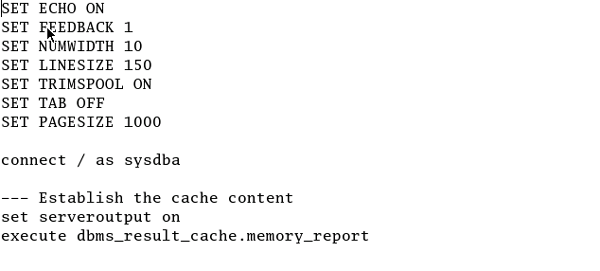 SET ECHO ON
SET FEEDBACK 1
SET NUMWIDTH 10
SET LINESIZE 150
SET TRIMSPOOL ON
SET TAB OFF
SET PAGESIZE 1000
connect / as sysdba
--- Establish the cache content
set serveroutput on
execute dbms_result_cache.memory_report